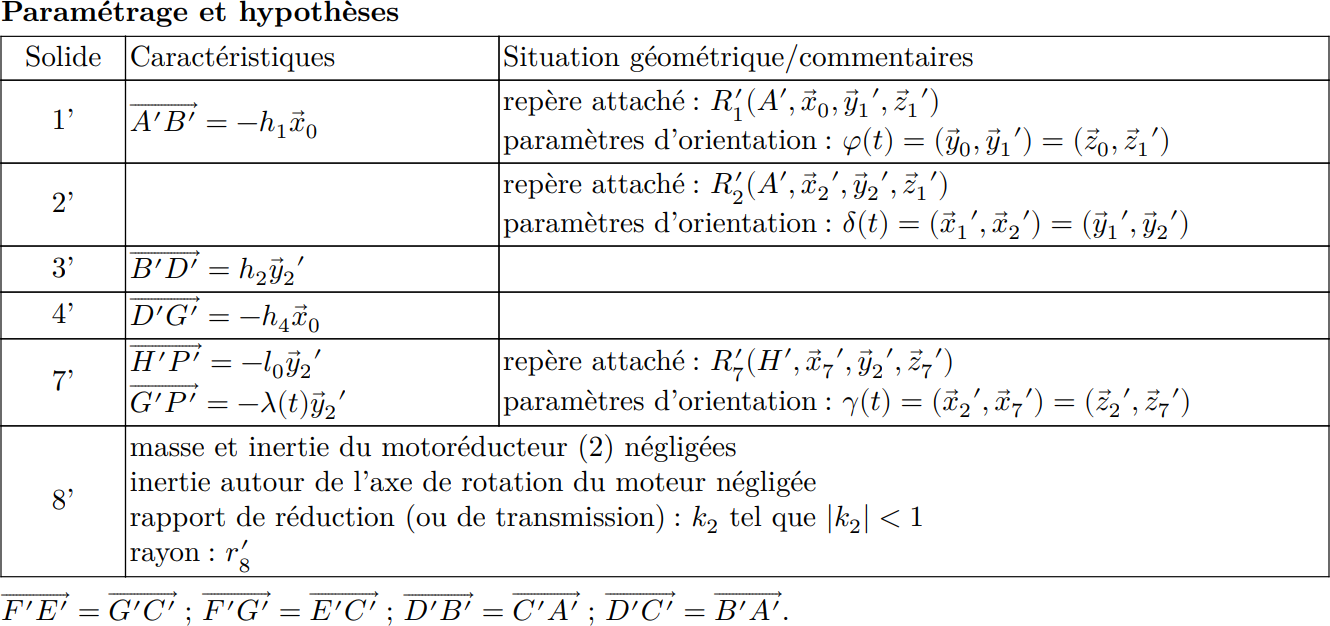 Paramétrage et hypothèses
Solide Caractéristiques Situation géométrique/commentaires
1' $\overrightarrow{A'B'} = -h_1\vec{x}_0$ repère attaché : $R_1'(A', \vec{x}_0, \vec{y}_1{}', \vec{z}_1{}')$
paramètres d'orientation : $\varphi(t) = (\vec{y}_0, \vec{y}_1{}') = (\vec{z}_0, \vec{z}_1{}')$
2' repère attaché : $R_2'(A', \vec{x}_2{}', \vec{y}_2{}', \vec{z}_1{}')$
paramètres d'orientation : $\delta(t) = (\vec{x}_1{}', \vec{x}_2{}') = (\vec{y}_1{}', \vec{y}_2{}')$
3' $\overrightarrow{B'D'} = h_2\vec{y}_2{}'$
4' $\overrightarrow{D'G'} = -h_4\vec{x}_0$
7' $\overrightarrow{H'P'} = -l_0\vec{y}_2{}'$ repère attaché : $R_7'(H', \vec{x}_7{}', \vec{y}_2{}', \vec{z}_7{}')$
$\overrightarrow{G'P'} = -\lambda(t)\vec{y}_2{}'$ paramètres d'orientation : $\gamma(t) = (\vec{x}_2{}', \vec{x}_7{}') = (\vec{z}_2{}', \vec{z}_7{}')$
8' masse et inertie du motoréducteur (2) négligées
inertie autour de l'axe de rotation du moteur négligée
rapport de réduction (ou de transmission) : $k_2$ tel que $|k_2| < 1$
rayon : $r_8'$
$\overrightarrow{F'E'} = \overrightarrow{G'C'}$ ; $\overrightarrow{F'G'} = \overrightarrow{E'C'}$ ; $\overrightarrow{D'B'} = \overrightarrow{C'A'}$ ; $\overrightarrow{D'C'} = \overrightarrow{B'A'}$.